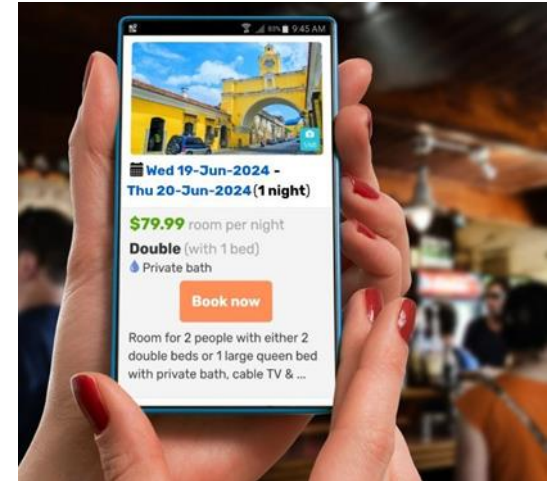 9:45 AM
LIVE
Wed 19-Jun-2024 -
Thu 20-Jun-2024 (1 night)
$79.99 room per night
Double (with 1 bed)
Private bath
Book now
Room for 2 people with either 2
double beds or 1 large queen bed
with private bath, cable TV & ...